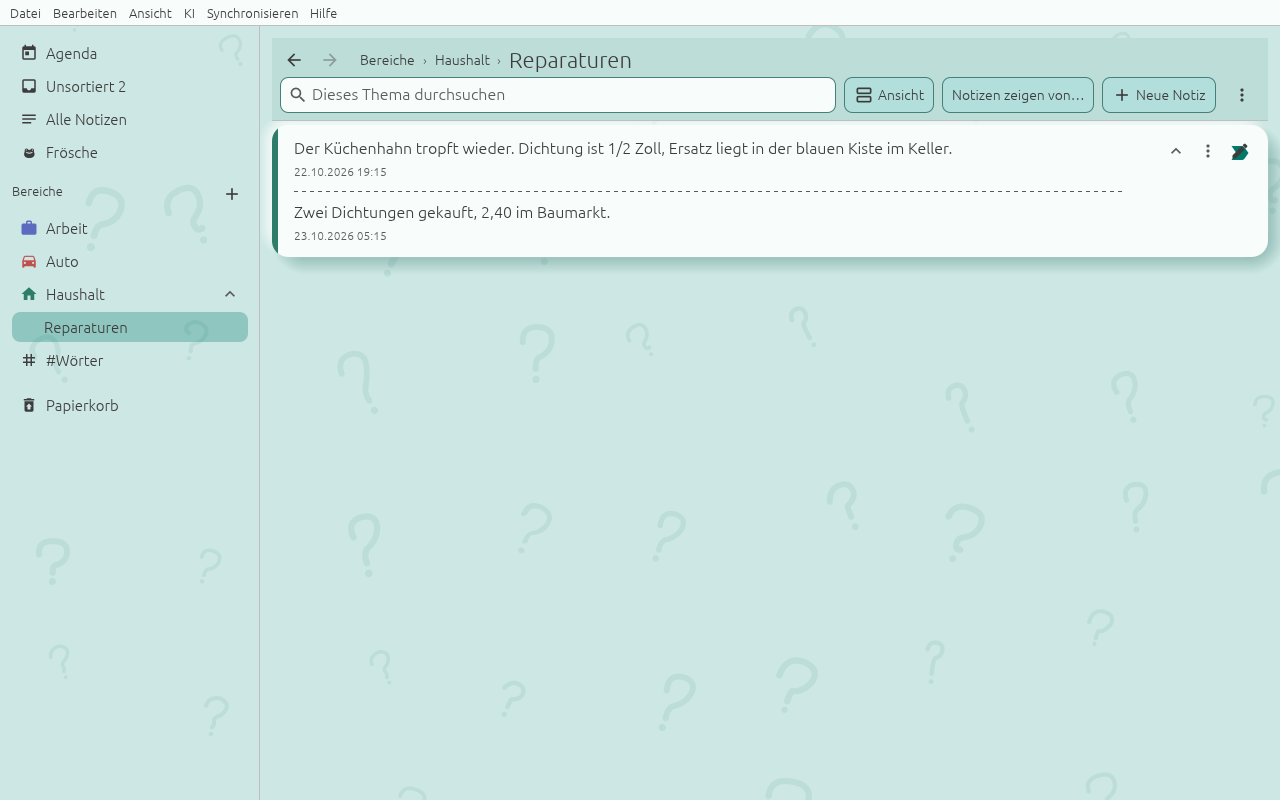 Datei Bearbeiten Ansicht KI Synchronisieren Hilfe
Agenda
Unsortiert 2
Alle Notizen
Frösche
Bereiche
Arbeit
Auto
Haushalt
Reparaturen
#Wörter
Papierkorb
Bereiche › Haushalt › Reparaturen
Dieses Thema durchsuchen
Ansicht
Notizen zeigen von…
Neue Notiz
Der Küchenhahn tropft wieder. Dichtung ist 1/2 Zoll, Ersatz liegt in der blauen Kiste im Keller.
22.10.2026 19:15
Zwei Dichtungen gekauft, 2,40 im Baumarkt.
23.10.2026 05:15